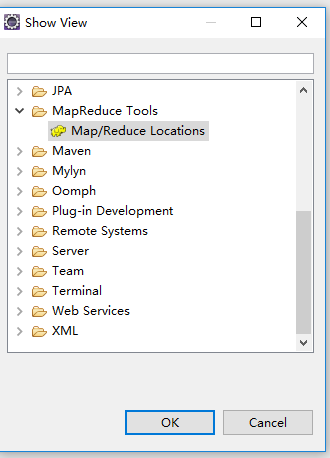 Show View
JPA
MapReduce Tools
Map/Reduce Locations
Maven
Mylyn
Oomph
Plug-in Development
Remote Systems
Server
Team
Terminal
Web Services
XML
OK
Cancel